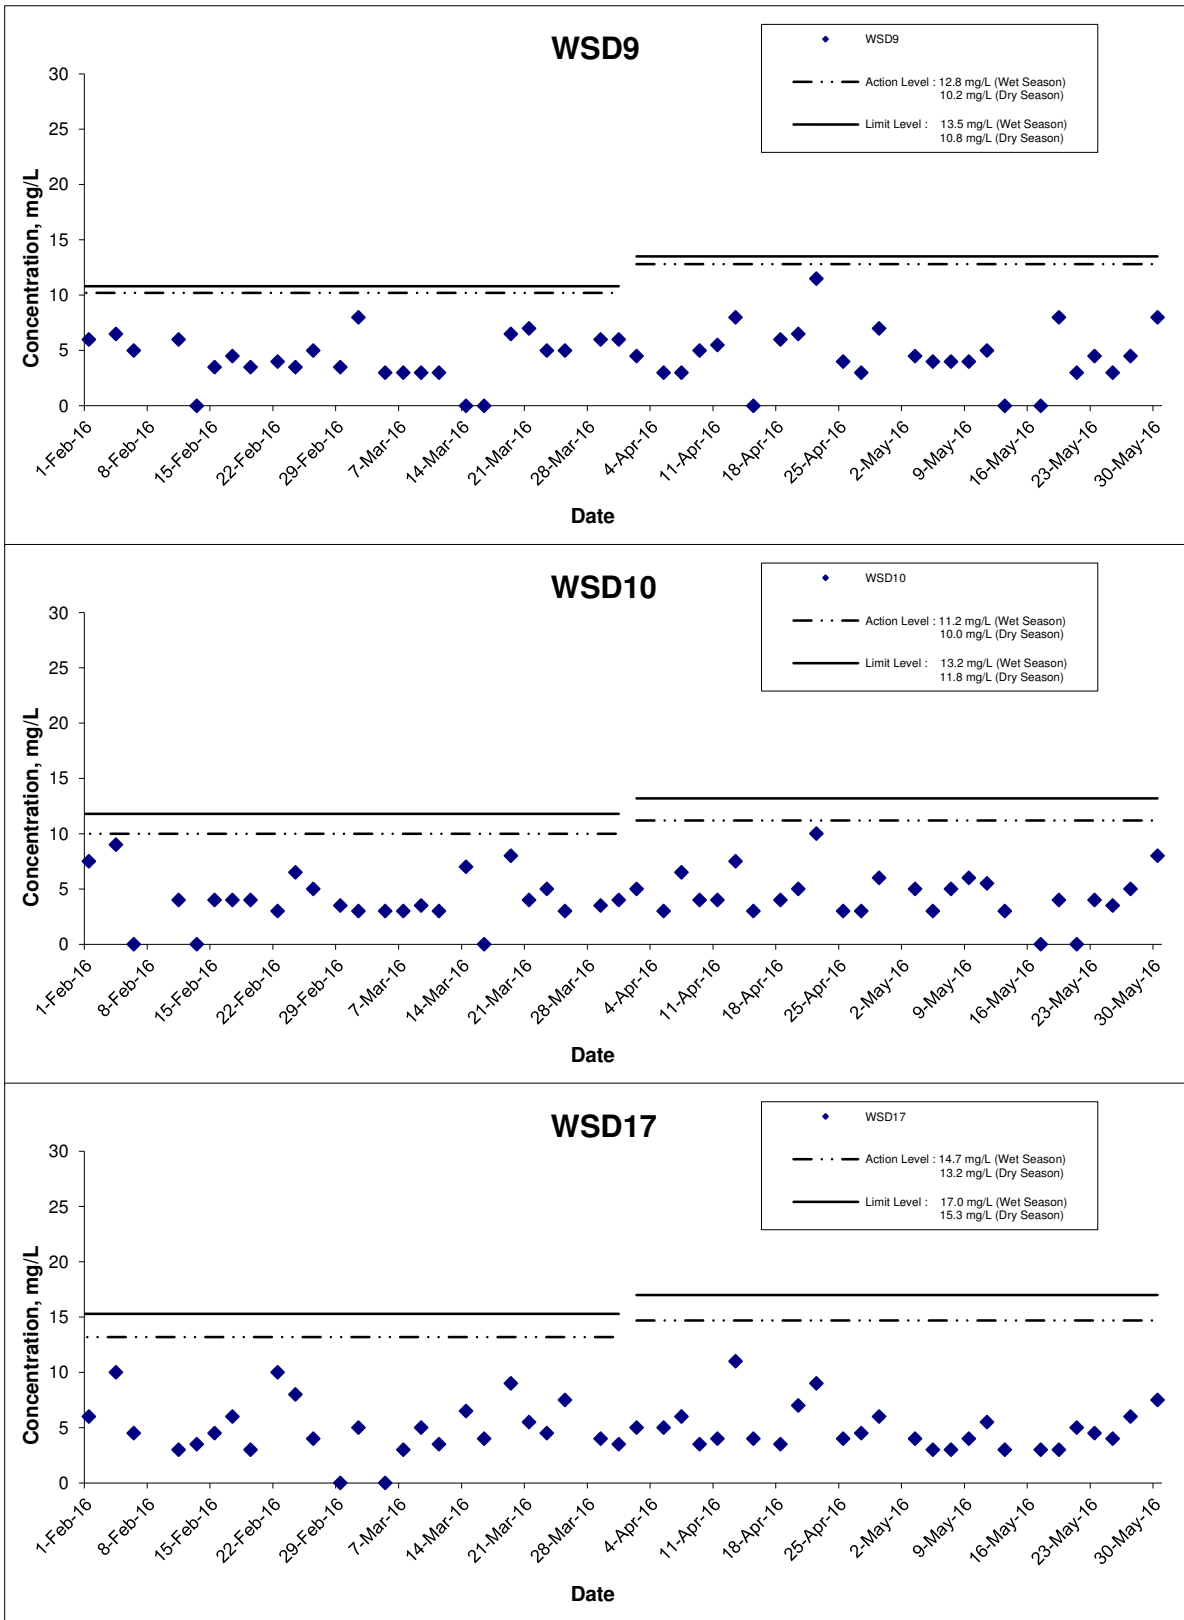 WSD9
WSD9
Action Level : 12.8 mg/L (Wet Season)
10.2 mg/L (Dry Season)
Limit Level : 13.5 mg/L (Wet Season)
10.8 mg/L (Dry Season)
Concentration, mg/L
30
25
20
15
10
5
0
1-Feb-16
8-Feb-16
15-Feb-16
22-Feb-16
29-Feb-16
7-Mar-16
14-Mar-16
21-Mar-16
28-Mar-16
4-Apr-16
11-Apr-16
18-Apr-16
25-Apr-16
2-May-16
9-May-16
16-May-16
23-May-16
30-May-16
Date
WSD10
WSD10
Action Level : 11.2 mg/L (Wet Season)
10.0 mg/L (Dry Season)
Limit Level : 13.2 mg/L (Wet Season)
11.8 mg/L (Dry Season)
Concentration, mg/L
30
25
20
15
10
5
0
1-Feb-16
8-Feb-16
15-Feb-16
22-Feb-16
29-Feb-16
7-Mar-16
14-Mar-16
21-Mar-16
28-Mar-16
4-Apr-16
11-Apr-16
18-Apr-16
25-Apr-16
2-May-16
9-May-16
16-May-16
23-May-16
30-May-16
Date
WSD17
WSD17
Action Level : 14.7 mg/L (Wet Season)
13.2 mg/L (Dry Season)
Limit Level : 17.0 mg/L (Wet Season)
15.3 mg/L (Dry Season)
Concentration, mg/L
30
25
20
15
10
5
0
1-Feb-16
8-Feb-16
15-Feb-16
22-Feb-16
29-Feb-16
7-Mar-16
14-Mar-16
21-Mar-16
28-Mar-16
4-Apr-16
11-Apr-16
18-Apr-16
25-Apr-16
2-May-16
9-May-16
16-May-16
23-May-16
30-May-16
Date